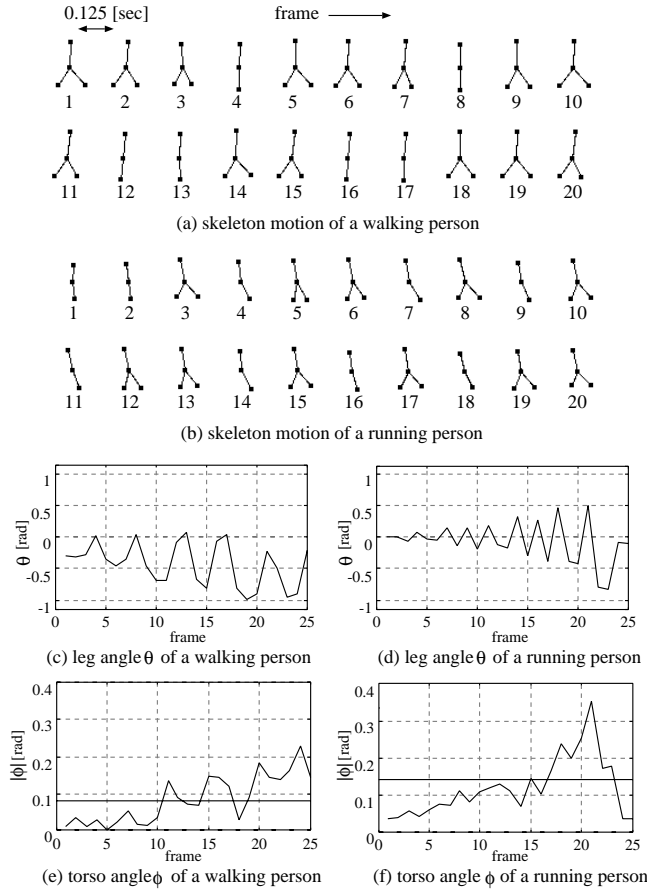 0.125 [sec] frame
1 2 3 4 5 6 7 8 9 10
11 12 13 14 15 16 17 18 19 20
(a) skeleton motion of a walking person
1 2 3 4 5 6 7 8 9 10
11 12 13 14 15 16 17 18 19 20
(b) skeleton motion of a running person
1
0.5
0
-0.5
-1
θ [rad]
0 5 10 15 20 25
frame
(c) leg angle θ of a walking person
1
0.5
0
-0.5
-1
θ [rad]
0 5 10 15 20 25
frame
(d) leg angle θ of a running person
0.4
0.3
0.2
0.1
0
|ϕ| [rad]
0 5 10 15 20 25
frame
(e) torso angle ϕ of a walking person
0.4
0.3
0.2
0.1
0
|ϕ| [rad]
0 5 10 15 20 25
frame
(f) torso angle ϕ of a running person